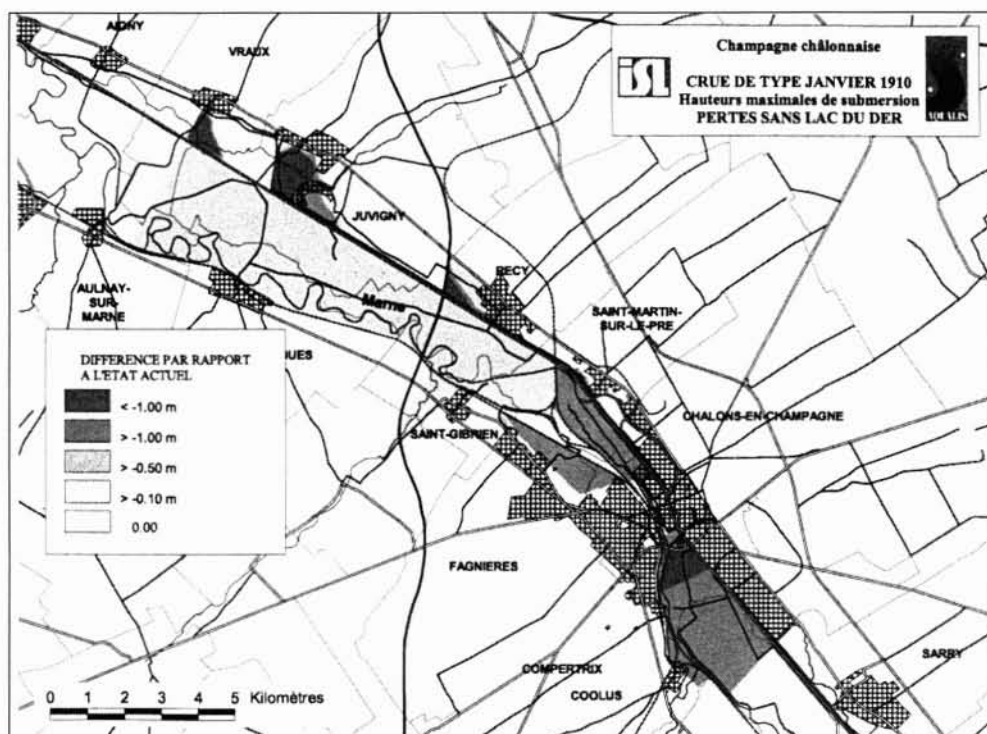 AIGNY
VRAUX
Champagne châlonnaise
iSL
CRUE DE TYPE JANVIER 1910
Hauteurs maximales de submersion
PERTES SANS LAC DU DER
AQUALIS
JUVIGNY
RECY
Marne
AULNAY-
SUR-
MARNE
SAINT-MARTIN-
SUR-LE-PRE
DIFFERENCE PAR RAPPORT
A L'ETAT ACTUEL
< -1.00 m
> -1.00 m
> -0.50 m
> -0.10 m
0.00
UES
CHALONS-EN-CHAMPAGNE
SAINT-GIBRIEN
FAGNIERES
COMPERTRIX
COOLUS
SARRY
0 1 2 3 4 5 Kilomètres